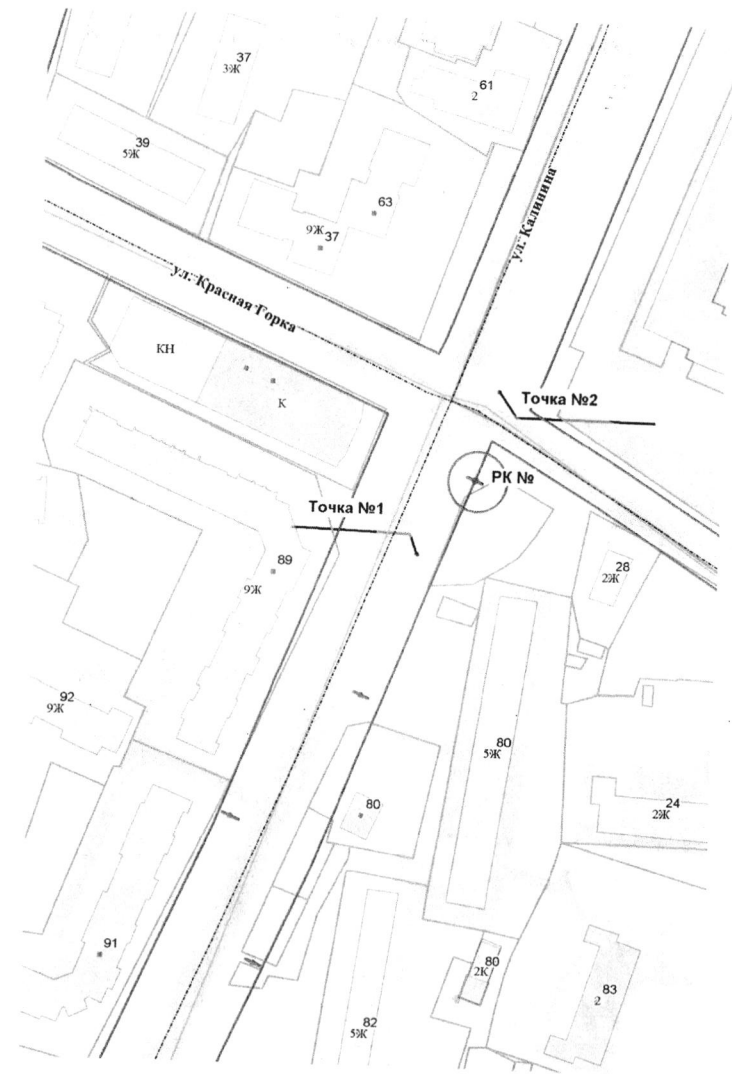 37
3Ж
61
2
39
5Ж
63
9Ж 37
ул. Калинина
ул. Красная Горка
КН
К
Точка №2
РК №
Точка №1
89
9Ж
28
2Ж
92
9Ж
80
5Ж
80
24
2Ж
91
80
2К
83
2
82
5Ж